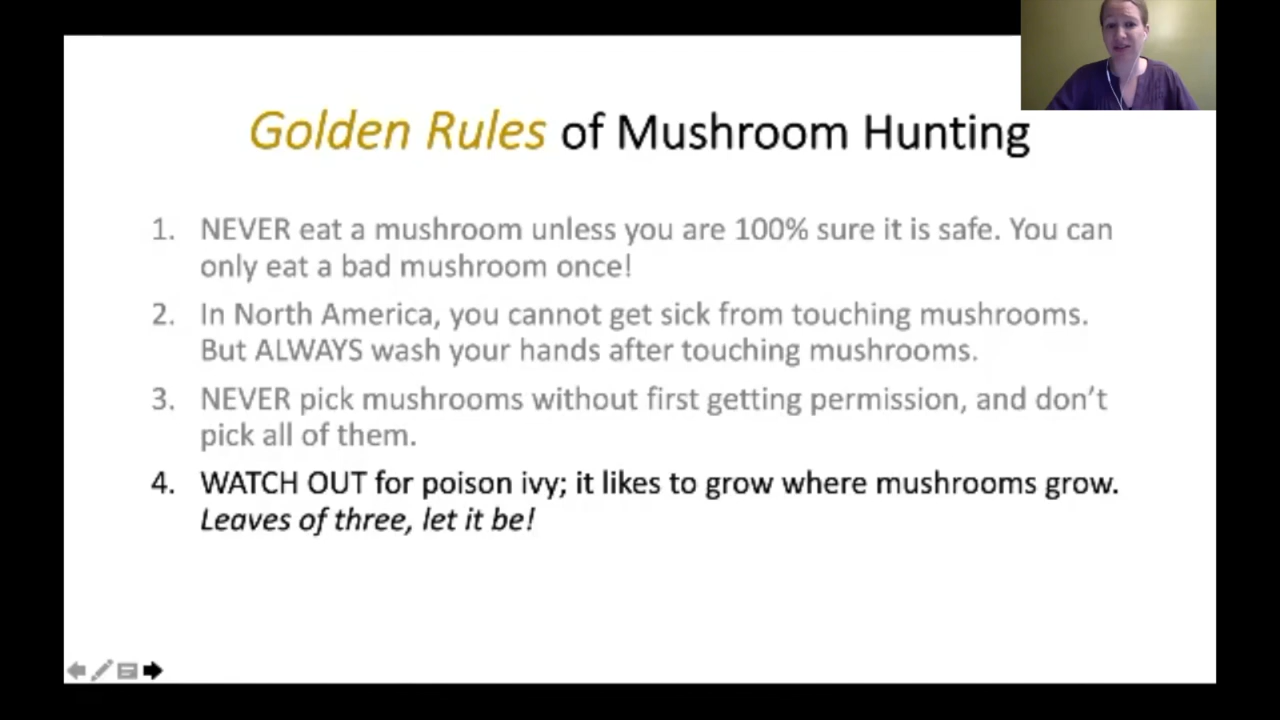 Golden Rules of Mushroom Hunting
1. NEVER eat a mushroom unless you are 100% sure it is safe. You can
only eat a bad mushroom once!
2. In North America, you cannot get sick from touching mushrooms.
But ALWAYS wash your hands after touching mushrooms.
3. NEVER pick mushrooms without first getting permission, and don't
pick all of them.
4. WATCH OUT for poison ivy; it likes to grow where mushrooms grow.
Leaves of three, let it be!